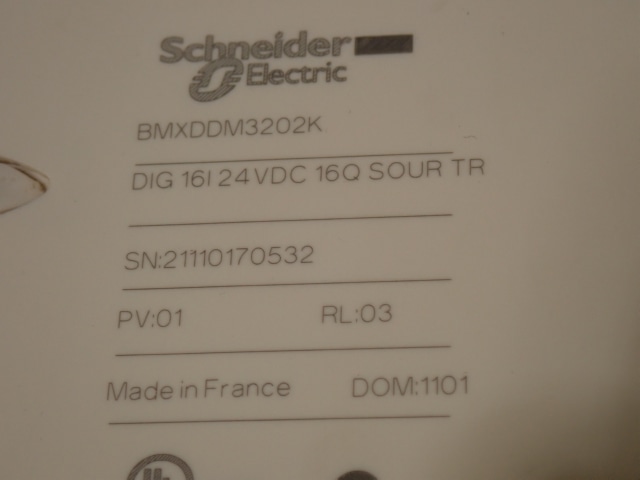 Schneider
Electric
BMXDDM3202K
DIG 16I 24VDC 16Q SOUR TR
SN:21110170532
PV:01 RL:03
Made in France DOM:1101
UL